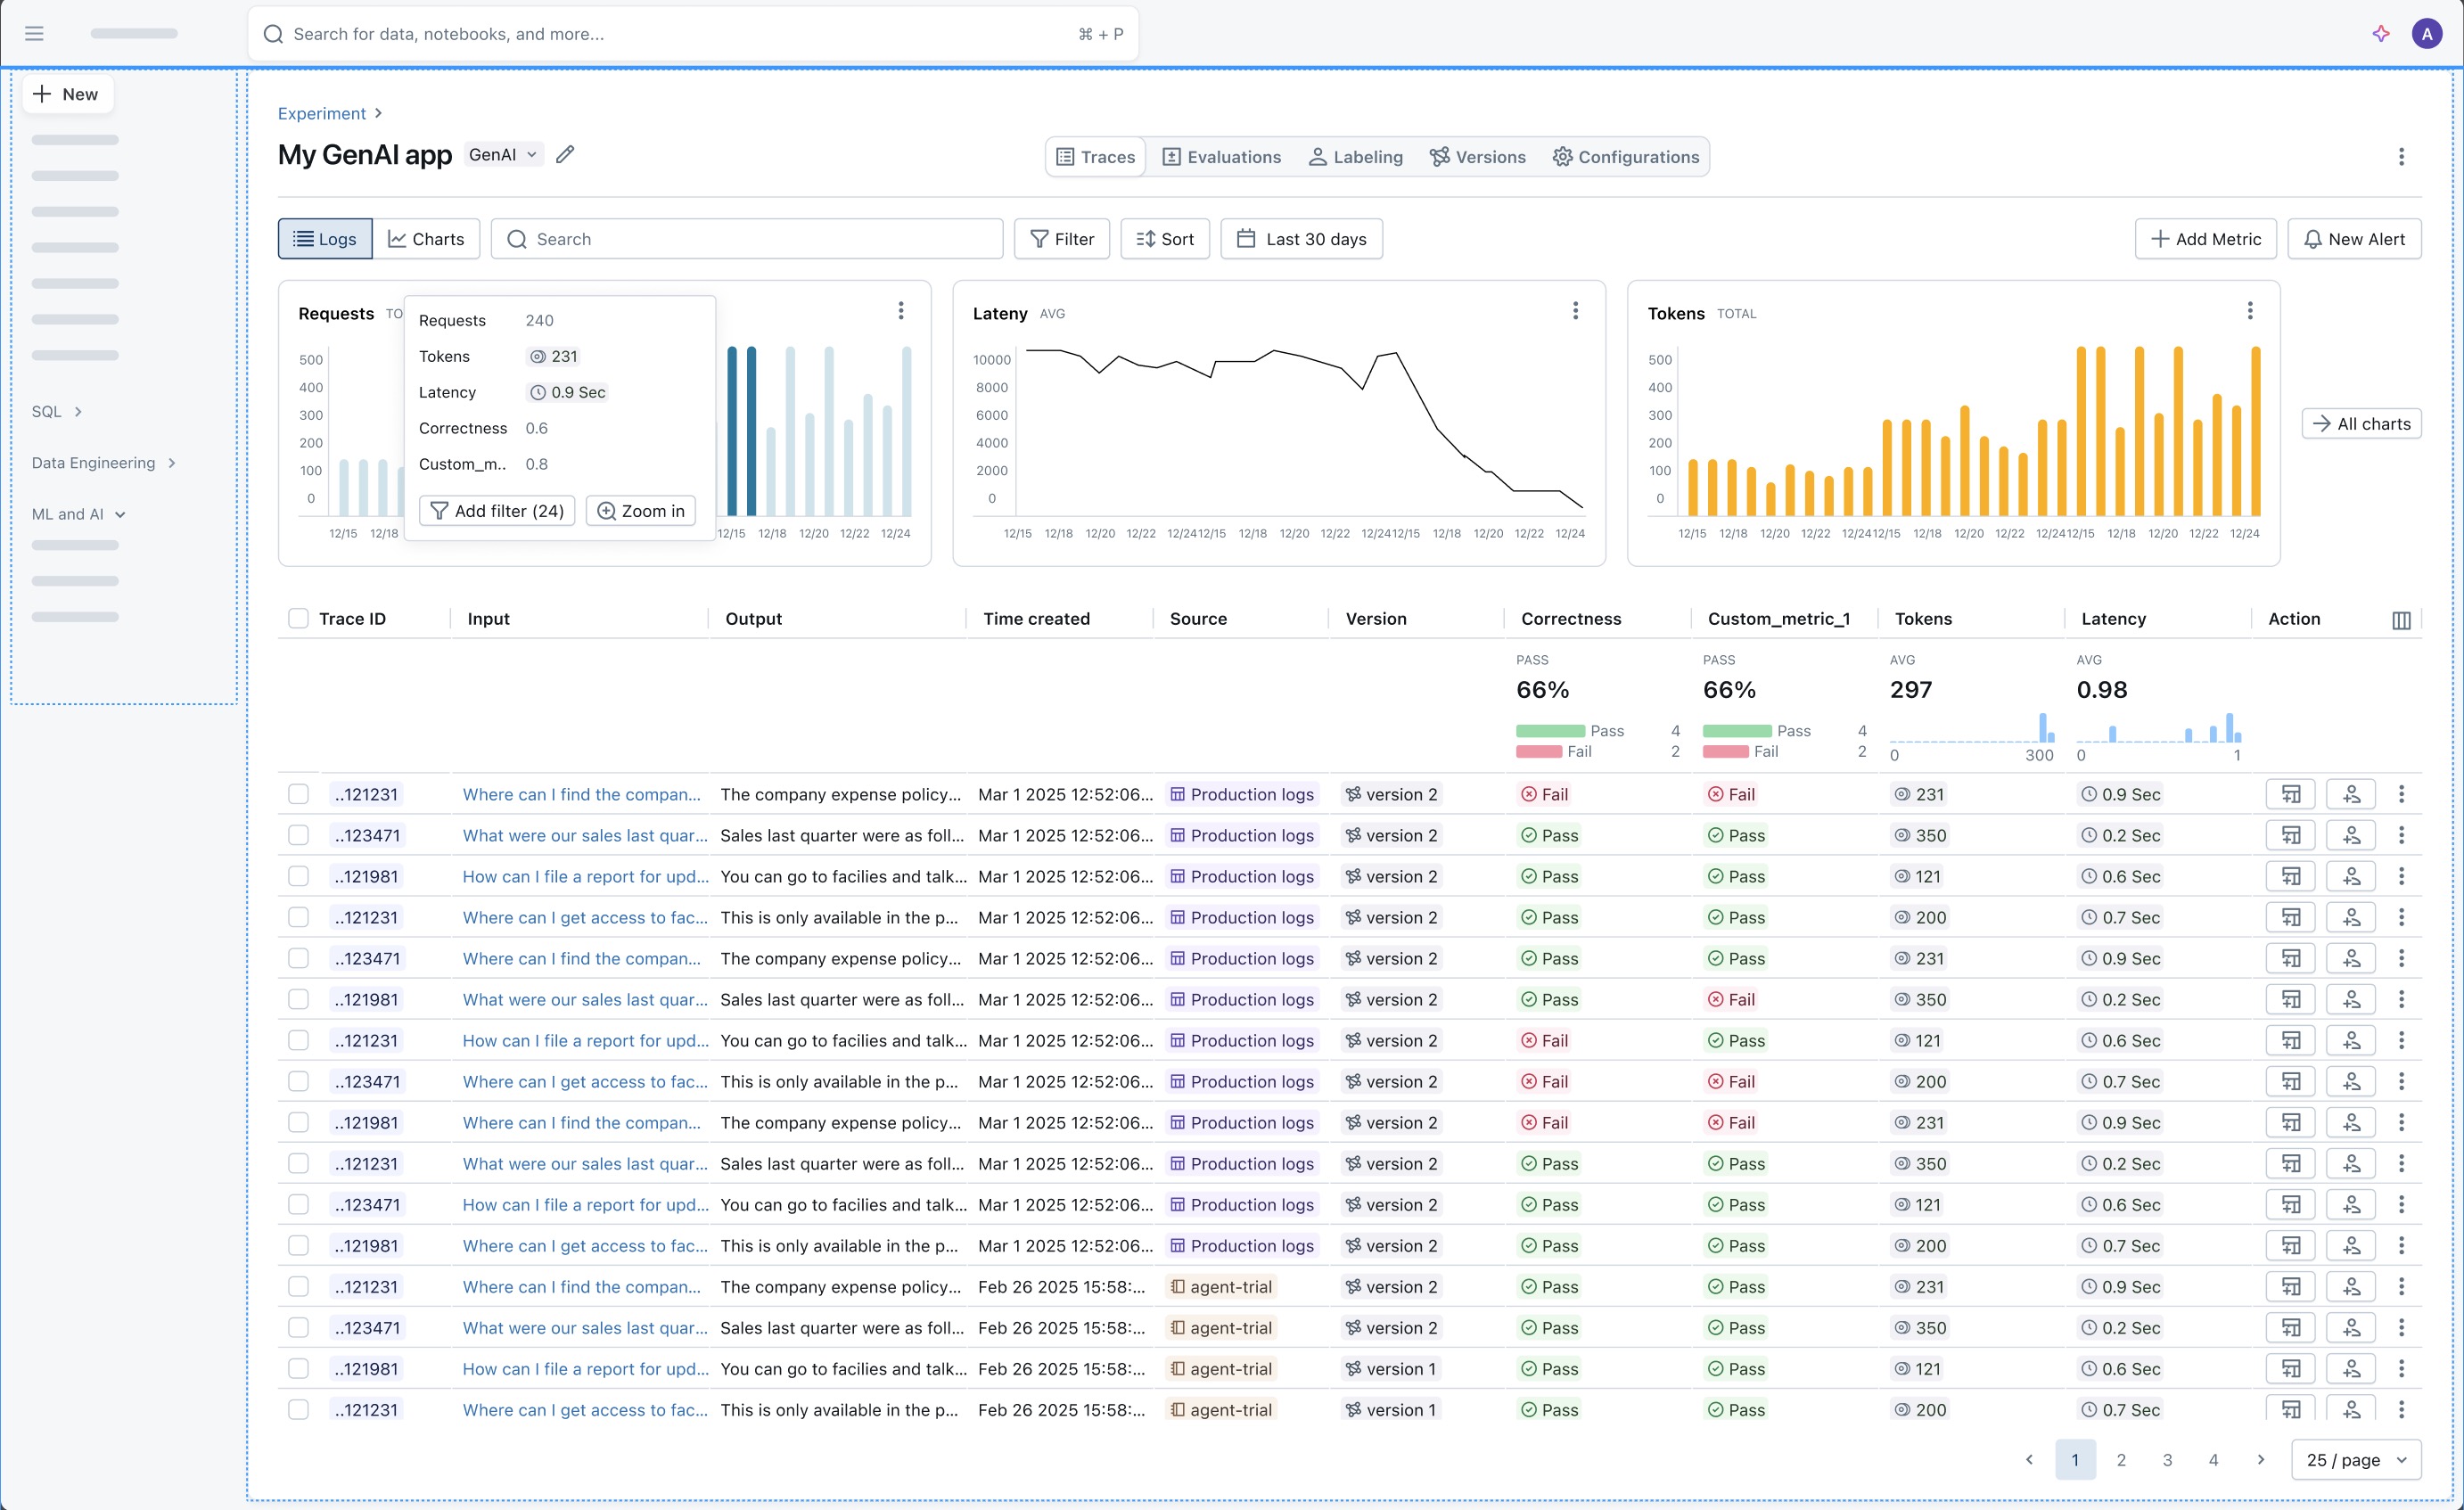 Search for data, notebooks, and more... ⌘ + P A
New
SQL
Data Engineering
ML and AI
Experiment
My GenAI app GenAI
Traces Evaluations Labeling Versions Configurations
Logs Charts Search Filter Sort Last 30 days Add Metric New Alert
Requests TO
500
400
300
200
100
0
12/15 12/18 12/15 12/18 12/20 12/22 12/24
Requests 240
Tokens 231
Latency 0.9 Sec
Correctness 0.6
Custom_m.. 0.8
Add filter (24) Zoom in
Lateny AVG
10000
8000
6000
4000
2000
0
12/15 12/18 12/20 12/22 12/24 12/15 12/18 12/20 12/22 12/24 12/15 12/18 12/20 12/22 12/24
Tokens TOTAL
500
400
300
200
100
0
12/15 12/18 12/20 12/22 12/24 12/15 12/18 12/20 12/22 12/24 12/15 12/18 12/20 12/22 12/24
All charts
Trace ID Input Output Time created Source Version Correctness Custom_metric_1 Tokens Latency Action
PASS PASS AVG AVG
66% 66% 297 0.98
Pass 4 Pass 4
Fail 2 Fail 2 0 300 0 1
..121231 Where can I find the compan... The company expense policy... Mar 1 2025 12:52:06... Production logs version 2 Fail Fail 231 0.9 Sec
..123471 What were our sales last quar... Sales last quarter were as foll... Mar 1 2025 12:52:06... Production logs version 2 Pass Pass 350 0.2 Sec
..121981 How can I file a report for upd... You can go to facilies and talk... Mar 1 2025 12:52:06... Production logs version 2 Pass Pass 121 0.6 Sec
..121231 Where can I get access to fac... This is only available in the p... Mar 1 2025 12:52:06... Production logs version 2 Pass Pass 200 0.7 Sec
..123471 Where can I find the compan... The company expense policy... Mar 1 2025 12:52:06... Production logs version 2 Pass Pass 231 0.9 Sec
..121981 What were our sales last quar... Sales last quarter were as foll... Mar 1 2025 12:52:06... Production logs version 2 Pass Fail 350 0.2 Sec
..121231 How can I file a report for upd... You can go to facilies and talk... Mar 1 2025 12:52:06... Production logs version 2 Fail Pass 121 0.6 Sec
..123471 Where can I get access to fac... This is only available in the p... Mar 1 2025 12:52:06... Production logs version 2 Fail Fail 200 0.7 Sec
..121981 Where can I find the compan... The company expense policy... Mar 1 2025 12:52:06... Production logs version 2 Fail Fail 231 0.9 Sec
..121231 What were our sales last quar... Sales last quarter were as foll... Mar 1 2025 12:52:06... Production logs version 2 Pass Pass 350 0.2 Sec
..123471 How can I file a report for upd... You can go to facilies and talk... Mar 1 2025 12:52:06... Production logs version 2 Pass Pass 121 0.6 Sec
..121981 Where can I get access to fac... This is only available in the p... Mar 1 2025 12:52:06... Production logs version 2 Pass Pass 200 0.7 Sec
..121231 Where can I find the compan... The company expense policy... Feb 26 2025 15:58:... agent-trial version 2 Pass Pass 231 0.9 Sec
..123471 What were our sales last quar... Sales last quarter were as foll... Feb 26 2025 15:58:... agent-trial version 2 Pass Pass 350 0.2 Sec
..121981 How can I file a report for upd... You can go to facilies and talk... Feb 26 2025 15:58:... agent-trial version 1 Pass Pass 121 0.6 Sec
..121231 Where can I get access to fac... This is only available in the p... Feb 26 2025 15:58:... agent-trial version 1 Pass Pass 200 0.7 Sec
1 2 3 4 25 / page